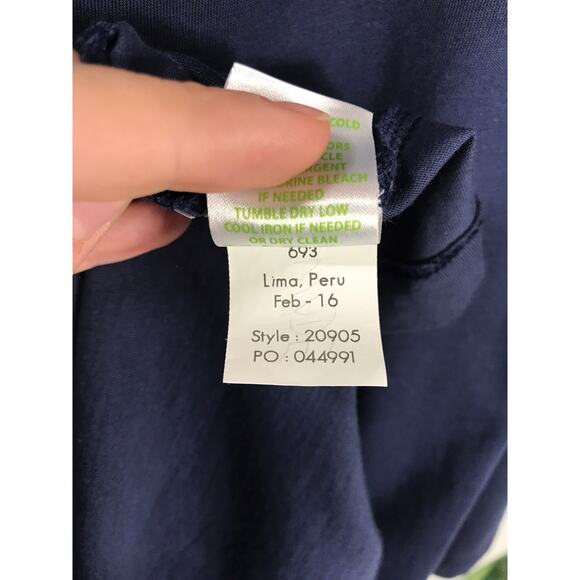 COLD
ORS
CLE
ERGENT
RINE BLEACH
IF NEEDED
TUMBLE DRY LOW
COOL IRON IF NEEDED
OR DRY CLEAN
693
Lima, Peru
Feb - 16
Style : 20905
PO : 044991